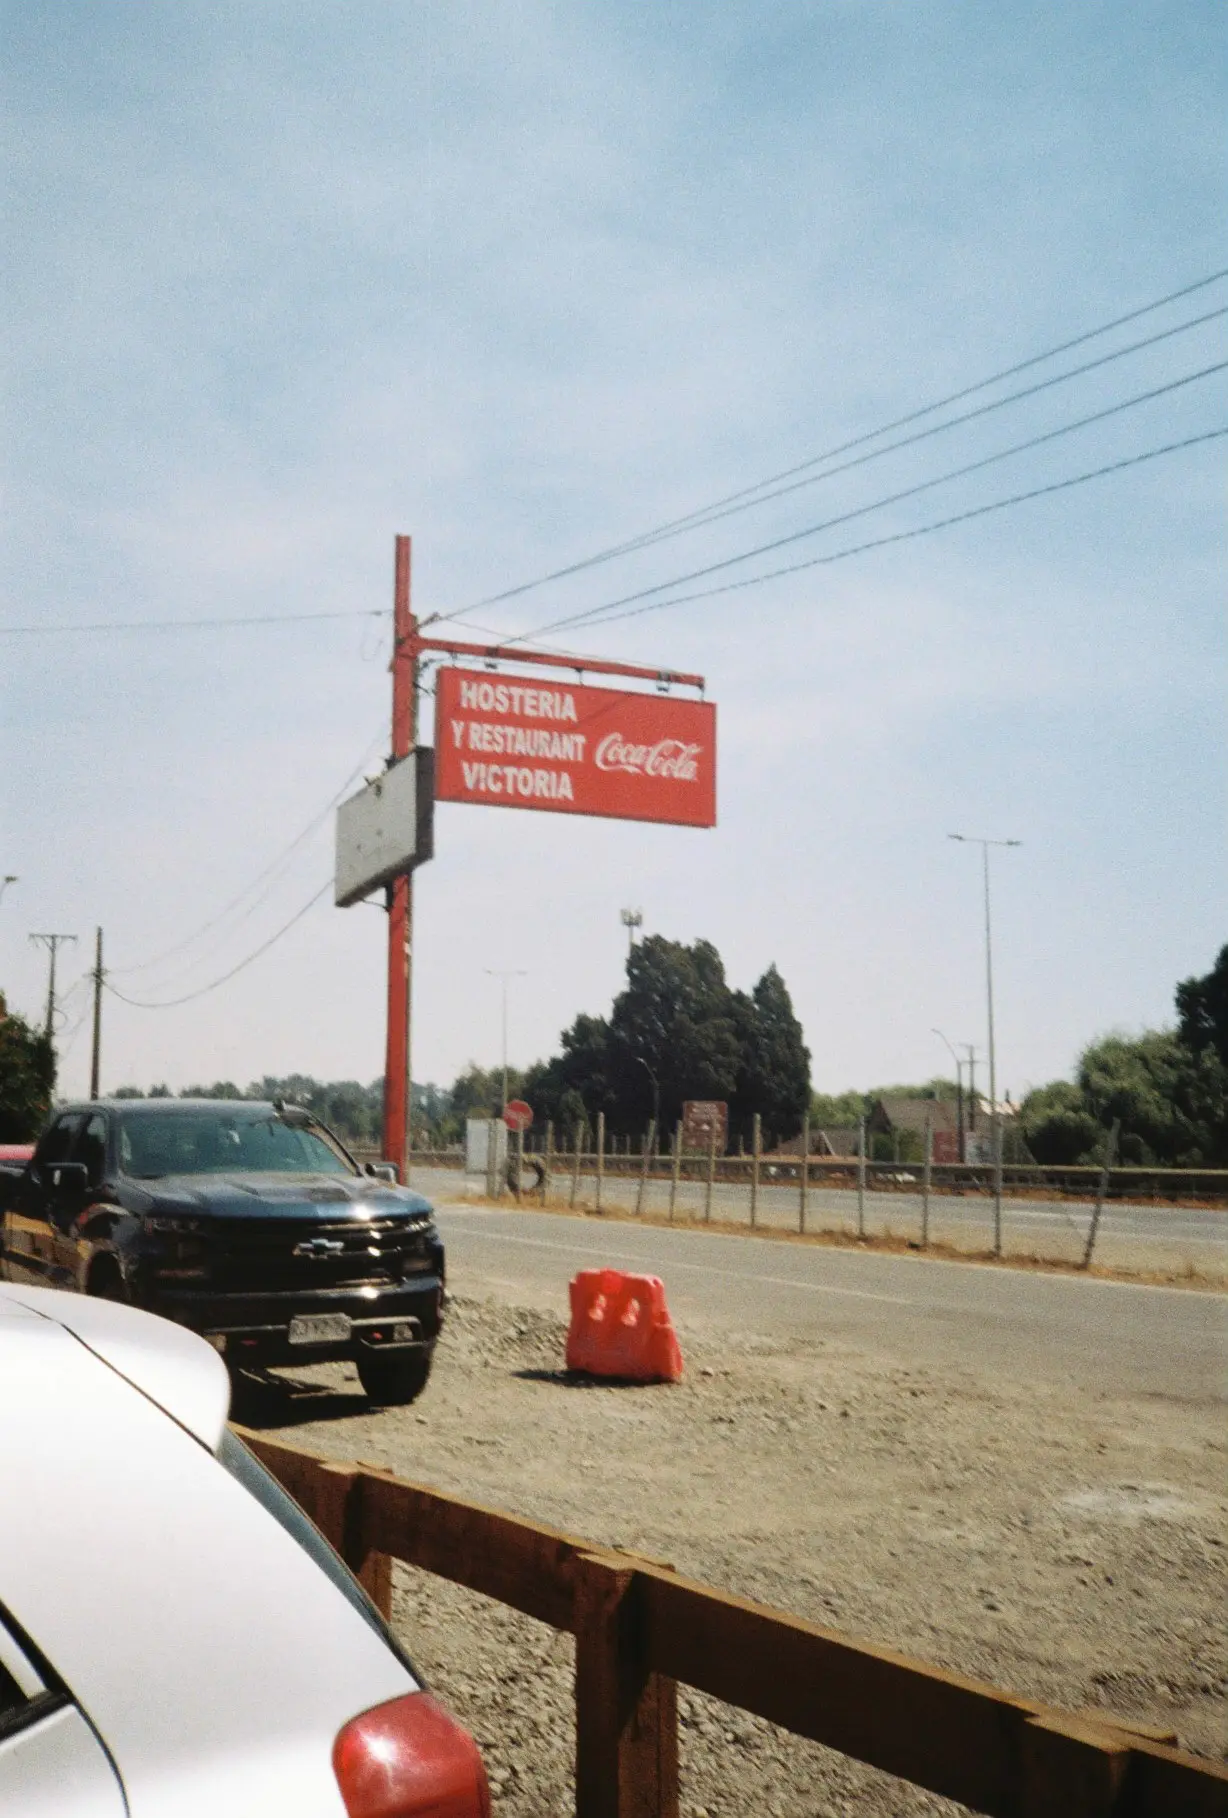 HOSTERIA
Y RESTAURANT
VICTORIA
Coca-Cola